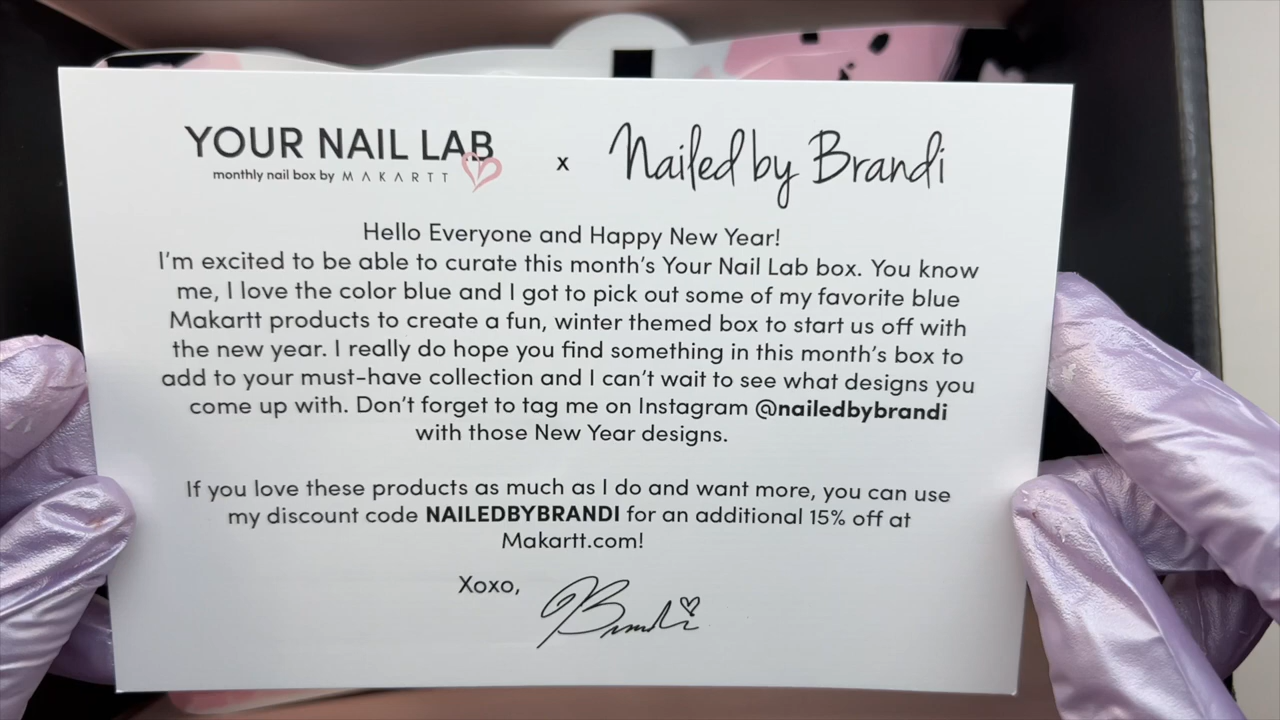 YOUR NAIL LAB
monthly nail box by MAKARTT
x
Nailed by Brandi
Hello Everyone and Happy New Year!
I'm excited to be able to curate this month's Your Nail Lab box. You know
me, I love the color blue and I got to pick out some of my favorite blue
Makartt products to create a fun, winter themed box to start us off with
the new year. I really do hope you find something in this month's box to
add to your must-have collection and I can't wait to see what designs you
come up with. Don't forget to tag me on Instagram @nailedbybrandi
with those New Year designs.
If you love these products as much as I do and want more, you can use
my discount code NAILEDBYBRANDI for an additional 15% off at
Makartt.com!
Xoxo,
Brandi